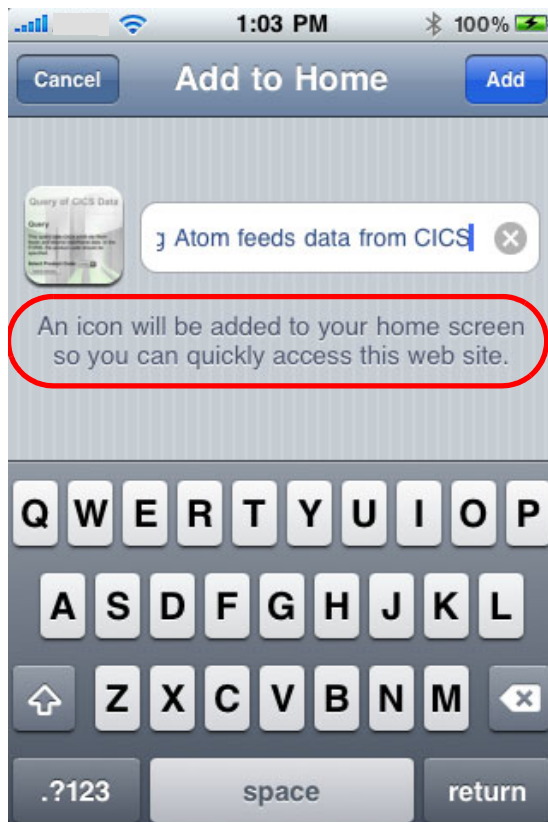 1:03 PM 100%
Cancel Add to Home Add
Query of CICS Data
Query
g Atom feeds data from CICS
An icon will be added to your home screen
so you can quickly access this web site.
Q W E R T Y U I O P
A S D F G H J K L
Z X C V B N M
.?123 space return